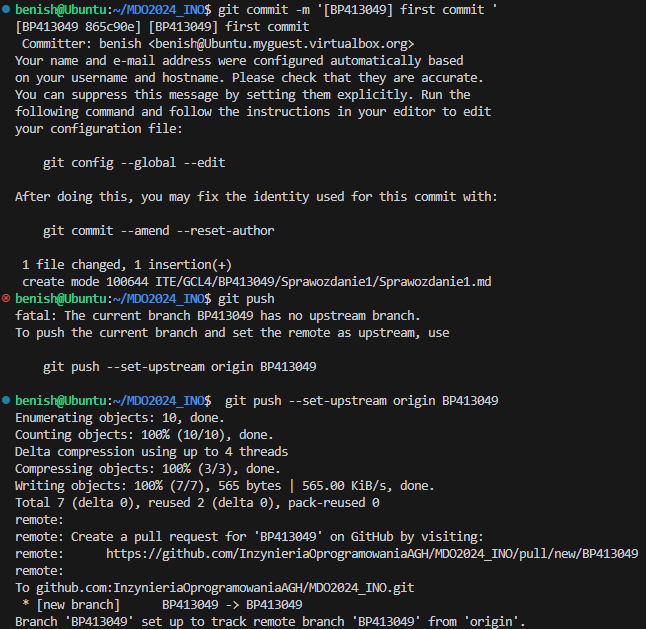 benish@Ubuntu:~/MDO2024_INO$ git commit -m '[BP413049] first commit '
[BP413049 865c90e] [BP413049] first commit
 Committer: benish <benish@Ubuntu.myguest.virtualbox.org>
Your name and e-mail address were configured automatically based
on your username and hostname. Please check that they are accurate.
You can suppress this message by setting them explicitly. Run the
following command and follow the instructions in your editor to edit
your configuration file:

    git config --global --edit

After doing this, you may fix the identity used for this commit with:

    git commit --amend --reset-author

 1 file changed, 1 insertion(+)
 create mode 100644 ITE/GCL4/BP413049/Sprawozdanie1/Sprawozdanie1.md
benish@Ubuntu:~/MDO2024_INO$ git push
fatal: The current branch BP413049 has no upstream branch.
To push the current branch and set the remote as upstream, use

    git push --set-upstream origin BP413049

benish@Ubuntu:~/MDO2024_INO$  git push --set-upstream origin BP413049
Enumerating objects: 10, done.
Counting objects: 100% (10/10), done.
Delta compression using up to 4 threads
Compressing objects: 100% (3/3), done.
Writing objects: 100% (7/7), 565 bytes | 565.00 KiB/s, done.
Total 7 (delta 0), reused 2 (delta 0), pack-reused 0
remote:
remote: Create a pull request for 'BP413049' on GitHub by visiting:
remote:      https://github.com/InzynieriaOprogramowaniaAGH/MDO2024_INO/pull/new/BP413049
remote:
To github.com:InzynieriaOprogramowaniaAGH/MDO2024_INO.git
 * [new branch]      BP413049 -> BP413049
Branch 'BP413049' set up to track remote branch 'BP413049' from 'origin'.